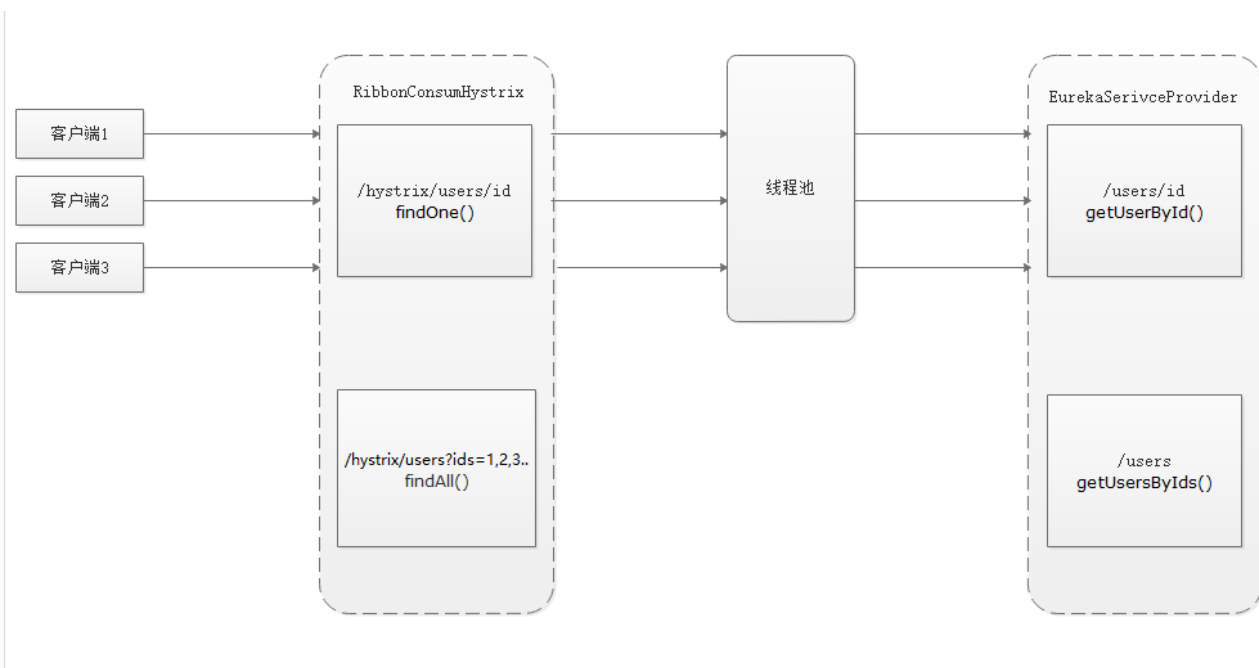 客户端1
客户端2
客户端3
RibbonConsumHystrix
/hystrix/users/id
findOne()
/hystrix/users?ids=1,2,3..
findAll()
线程池
EurekaSerivceProvider
/users/id
getUserById()
/users
getUsersByIds()